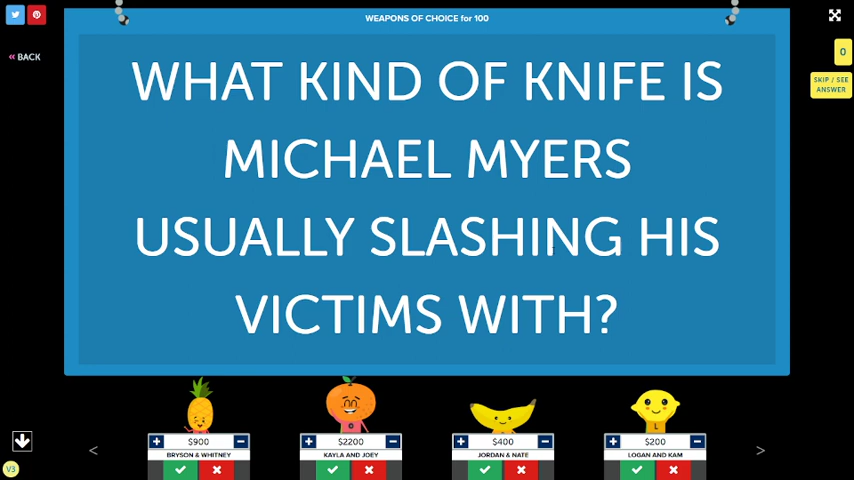 WEAPONS OF CHOICE for 100
« BACK
0
SKIP / SEE
ANSWER
WHAT KIND OF KNIFE IS
MICHAEL MYERS
USUALLY SLASHING HIS
VICTIMS WITH?
+ $900 −
+ $2200 −
+ $400 −
+ $200 −
BRYSON & WHITNEY
KAYLA AND JOEY
JORDAN & NATE
LOGAN AND KAM
< >
V3